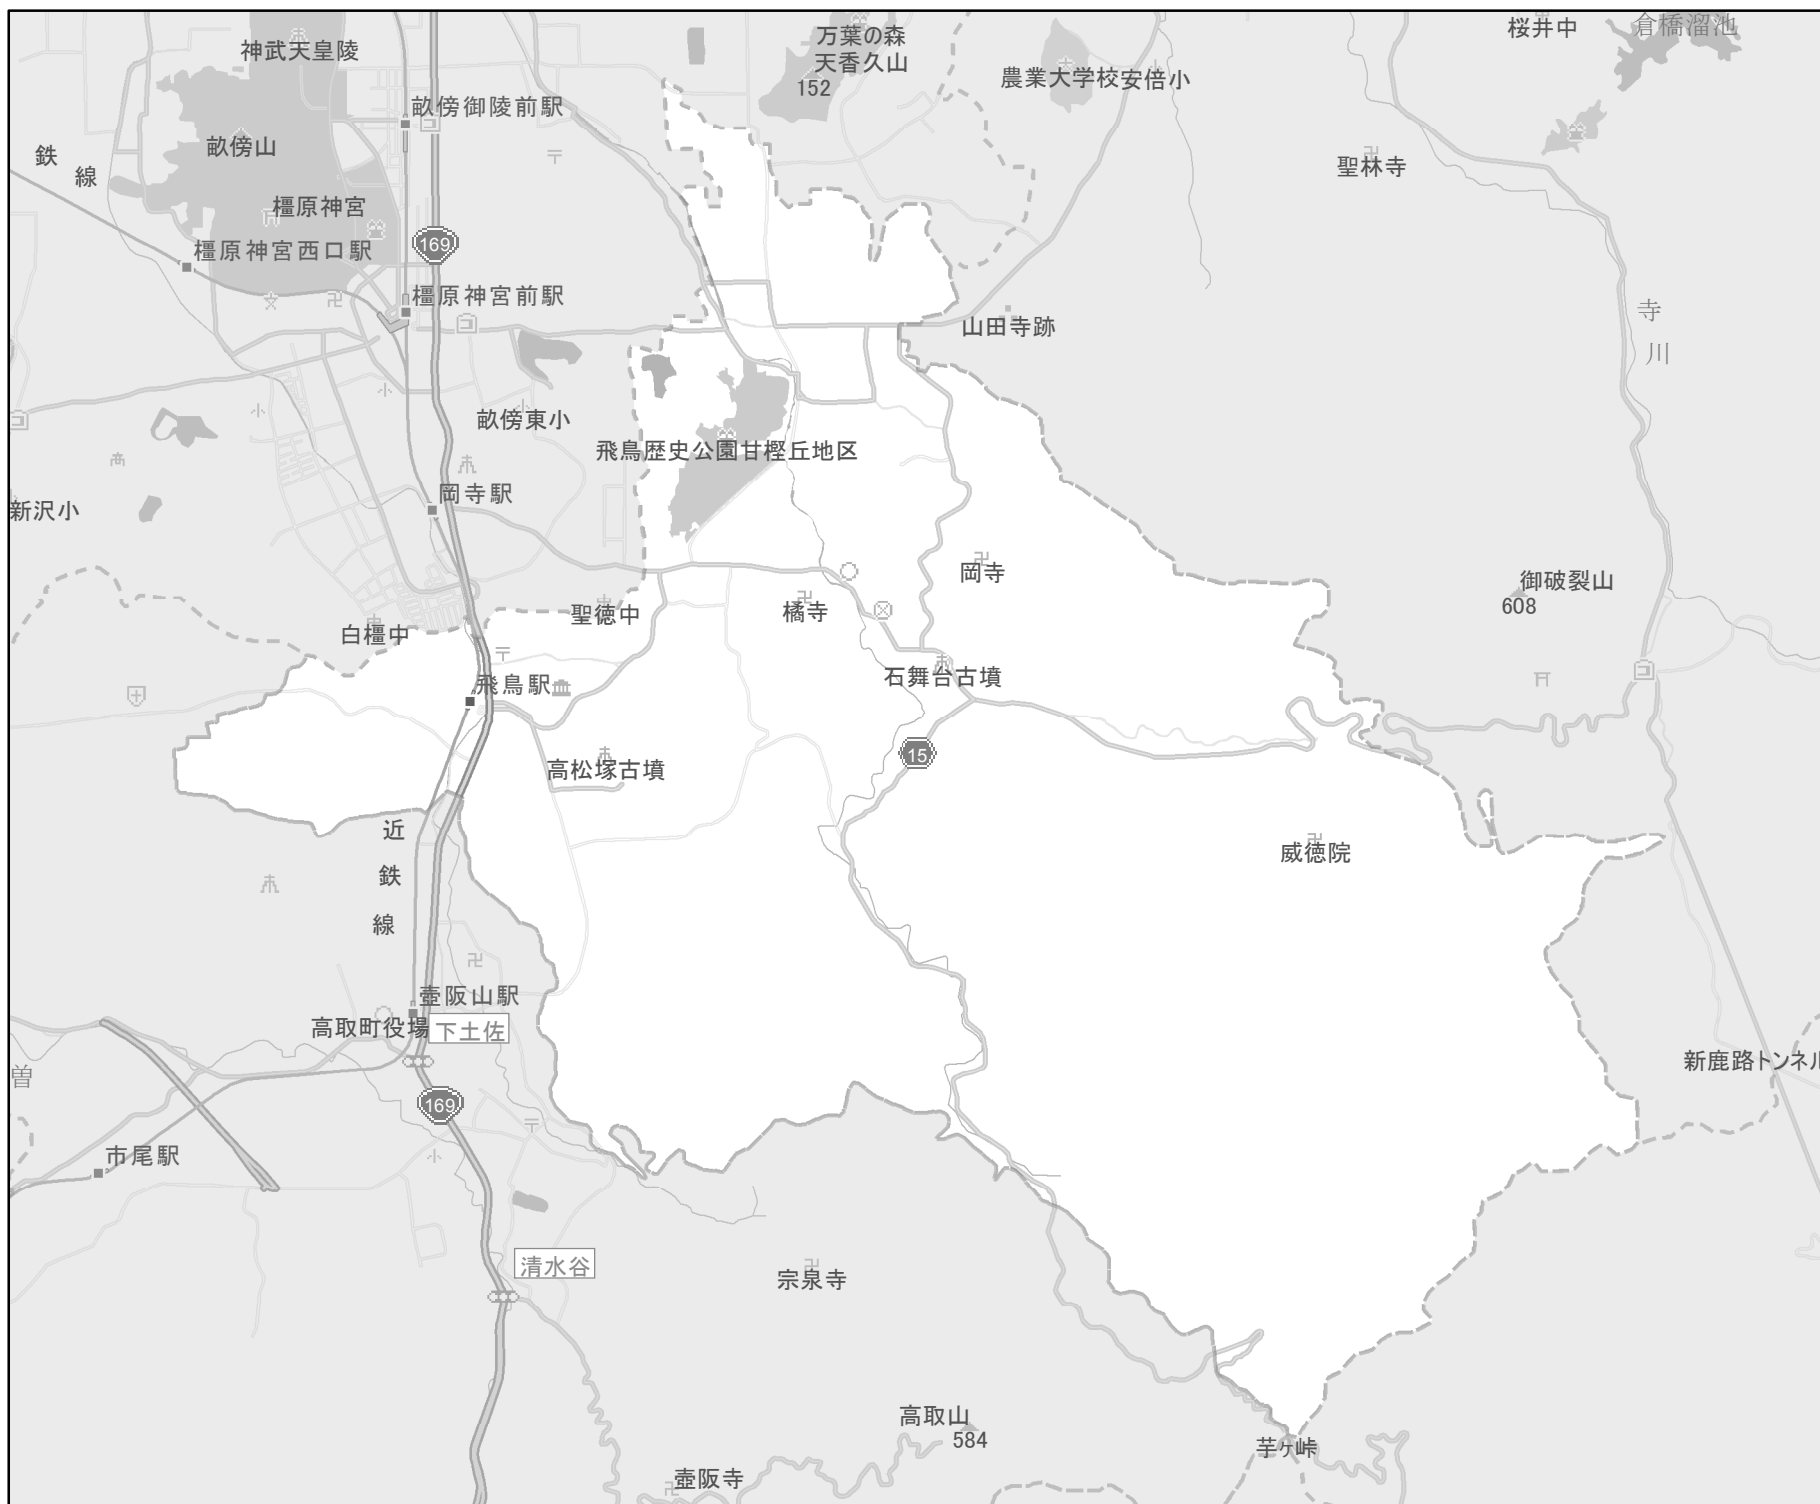 神武天皇陵
万葉の森
天香久山
152
桜井中
倉橋溜池
農業大学校
安倍小
畝傍御陵前駅
畝傍山
鉄
線
聖林寺
橿原神宮
橿原神宮西口駅
169
橿原神宮前駅
山田寺跡
寺
川
畝傍東小
飛鳥歴史公園甘樫丘地区
岡寺駅
新沢小
岡寺
御破裂山
608
橘寺
聖徳中
白橿中
石舞台古墳
飛鳥駅
15
高松塚古墳
近
鉄
線
威徳院
壺阪山駅
高取町役場
下土佐
新鹿路トンネル
曽
169
市尾駅
清水谷
宗泉寺
高取山
584
芋ヶ峠
壺阪寺